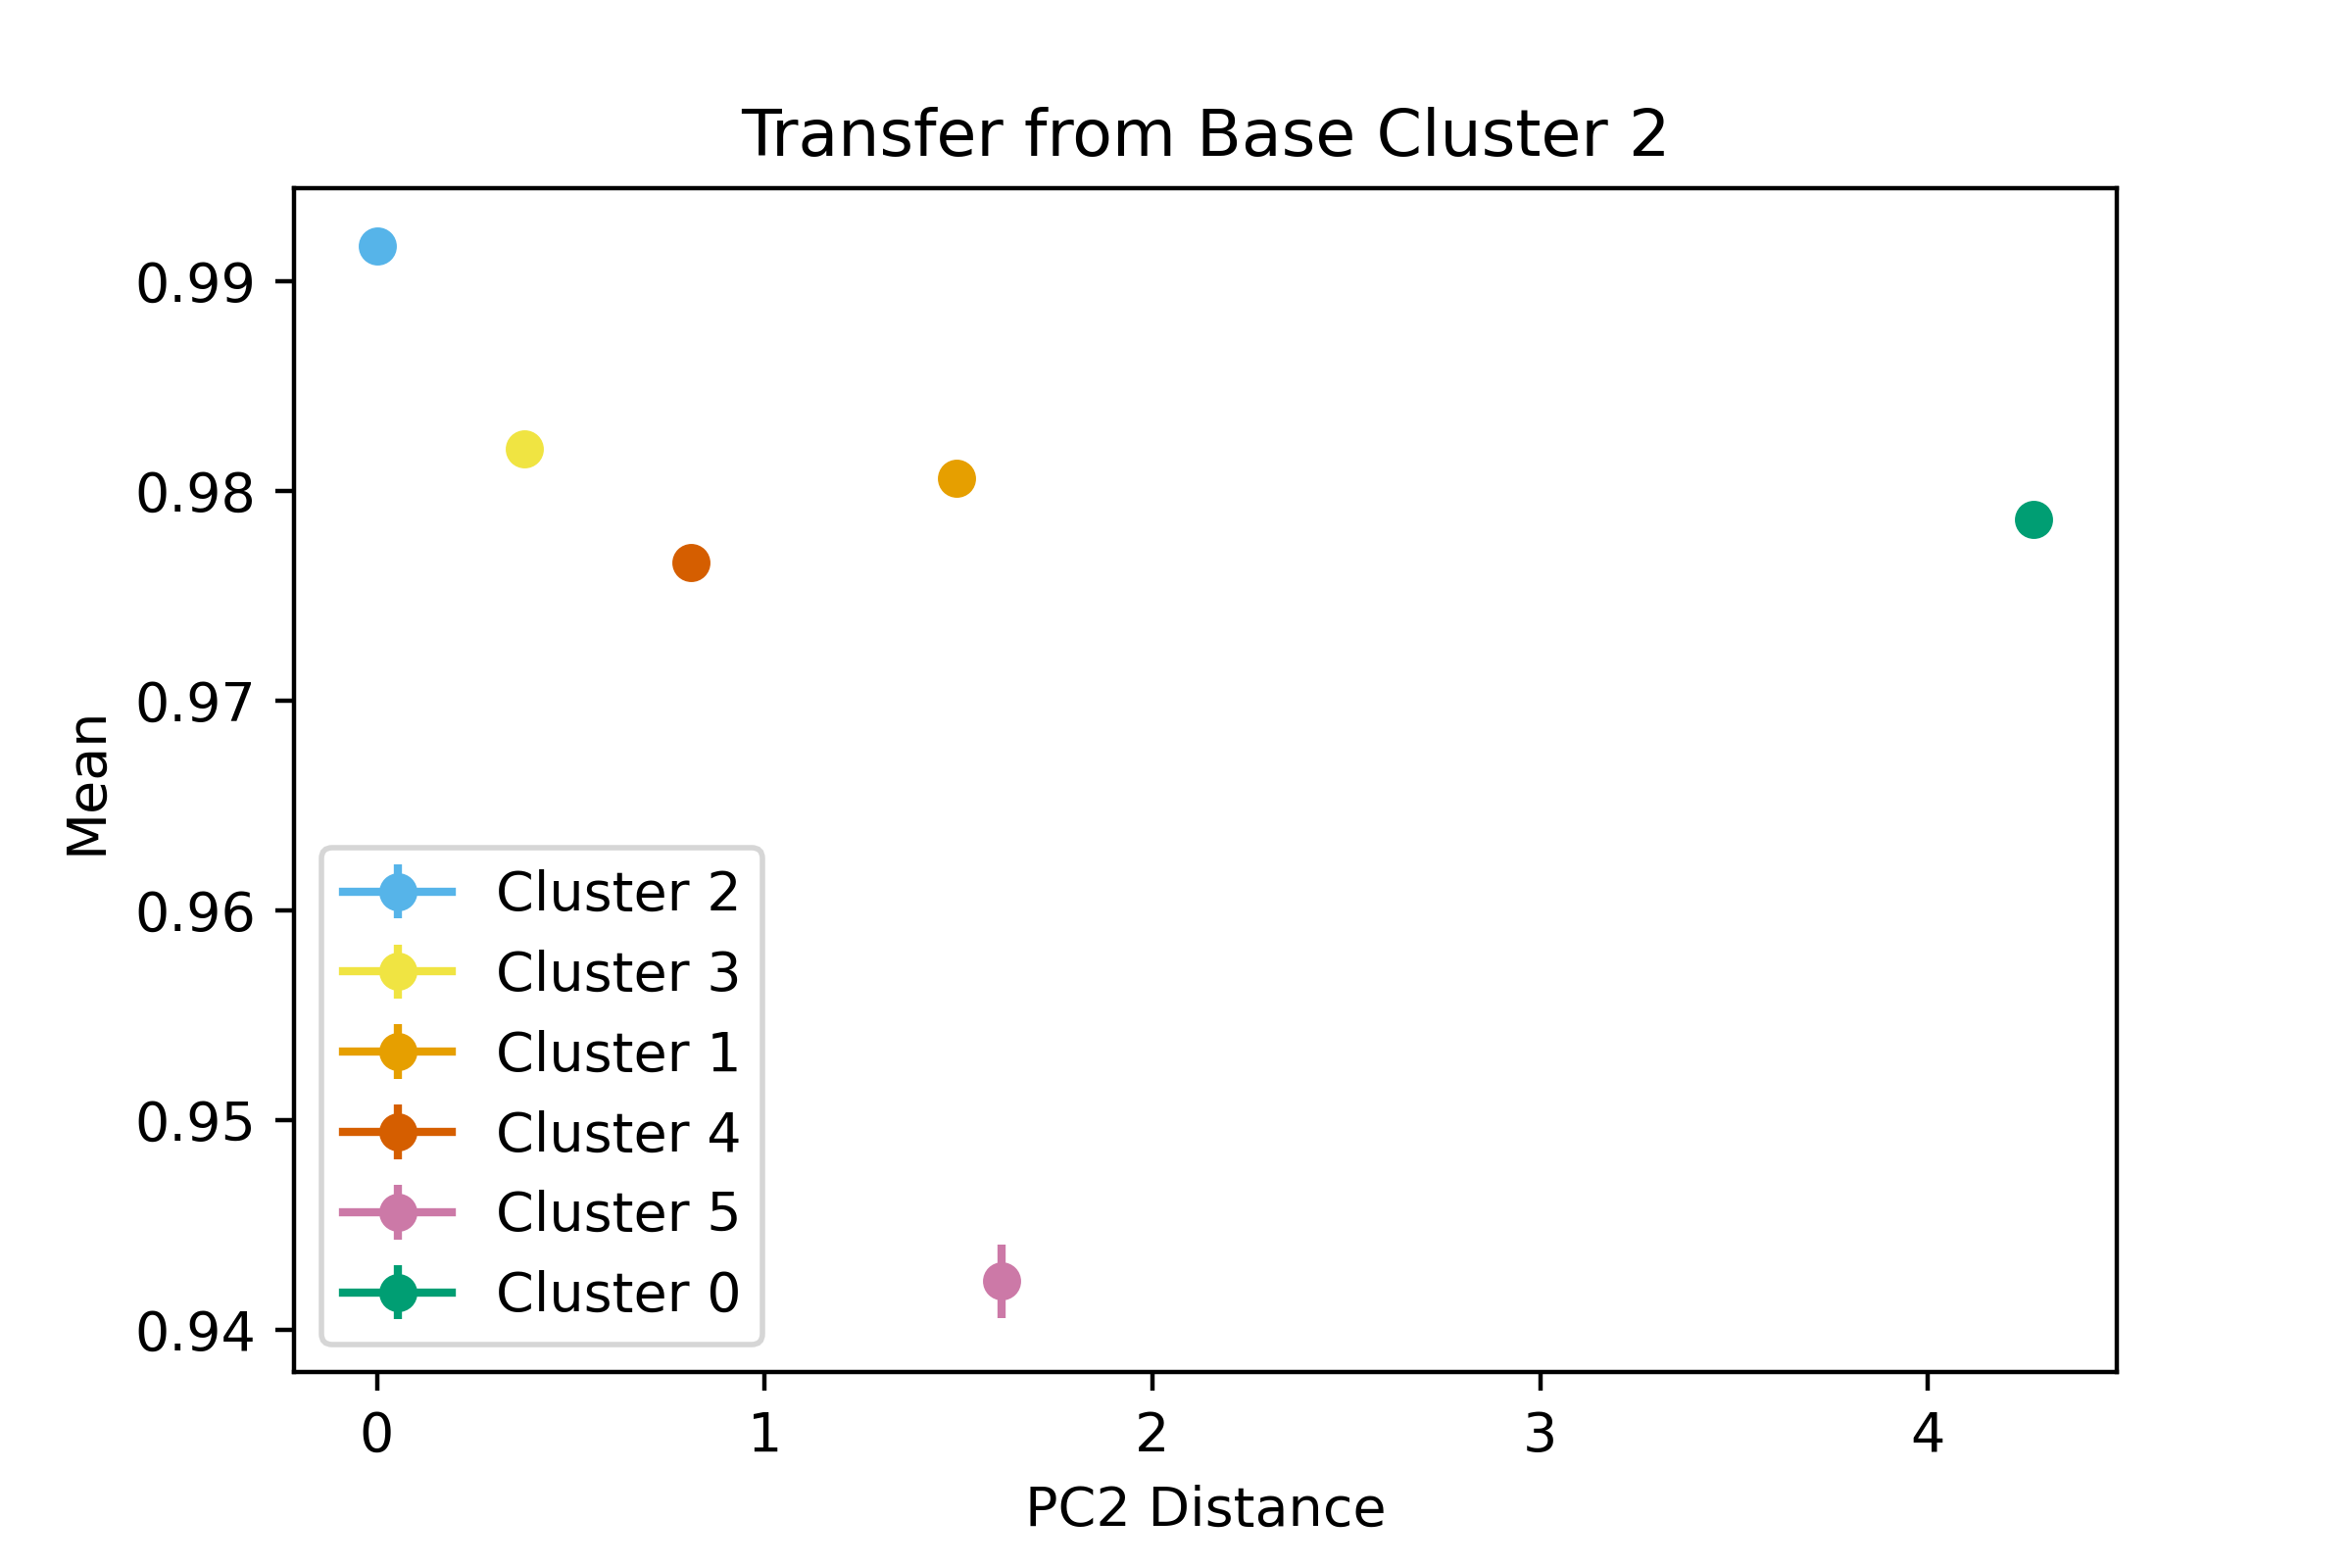 Transfer from Base Cluster 2
Mean
0.99
0.98
0.97
0.96
0.95
0.94
Cluster 2
Cluster 3
Cluster 1
Cluster 4
Cluster 5
Cluster 0
0 1 2 3 4
PC2 Distance